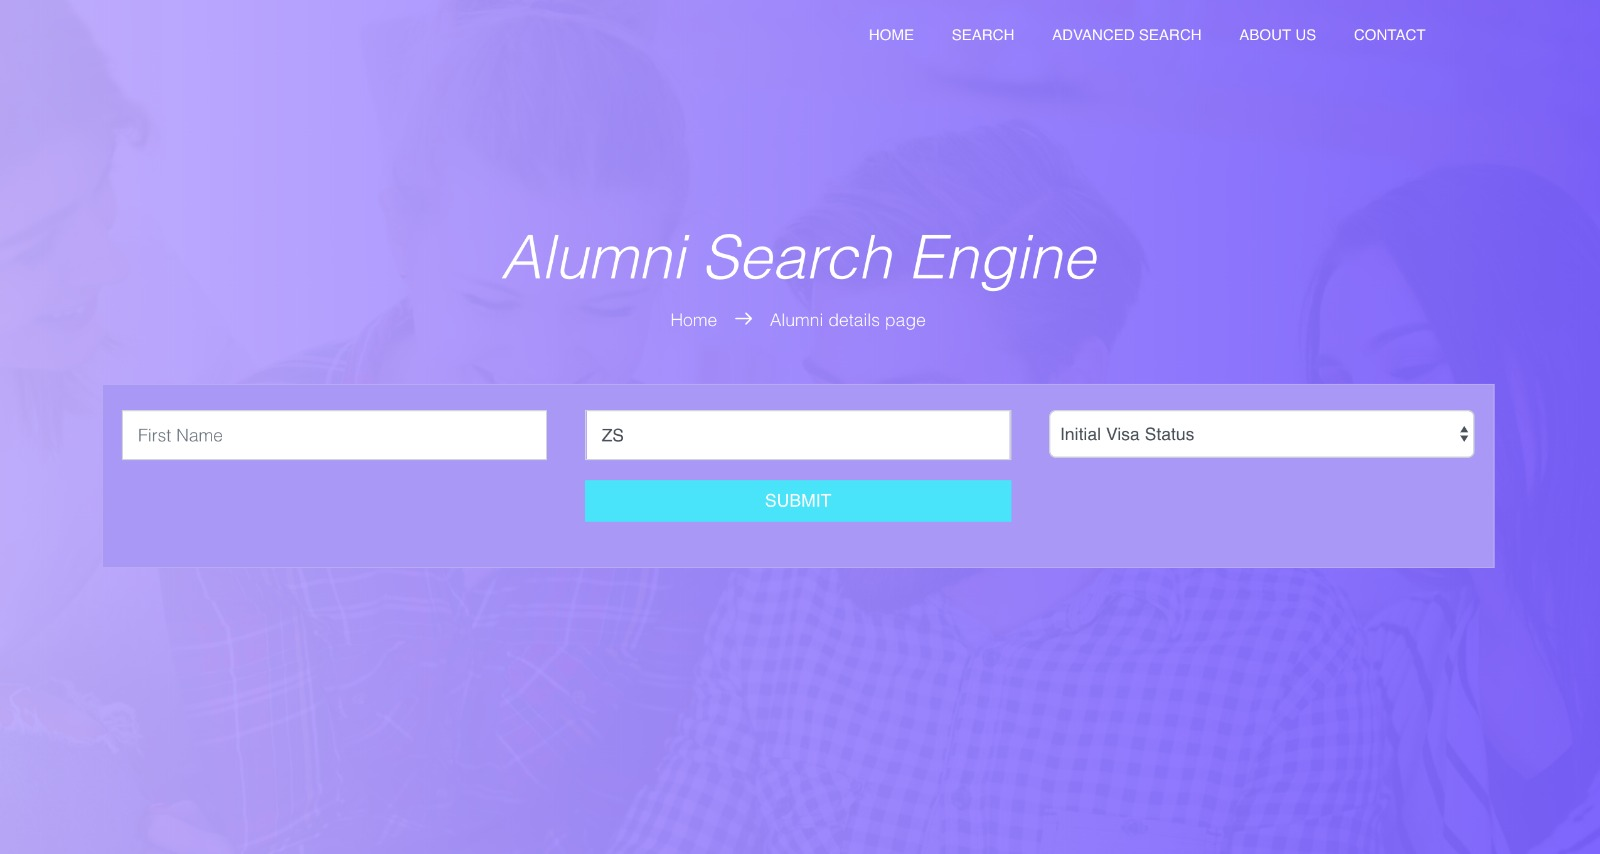 HOME SEARCH ADVANCED SEARCH ABOUT US CONTACT
Alumni Search Engine
Home → Alumni details page
First Name
ZS
Initial Visa Status
SUBMIT